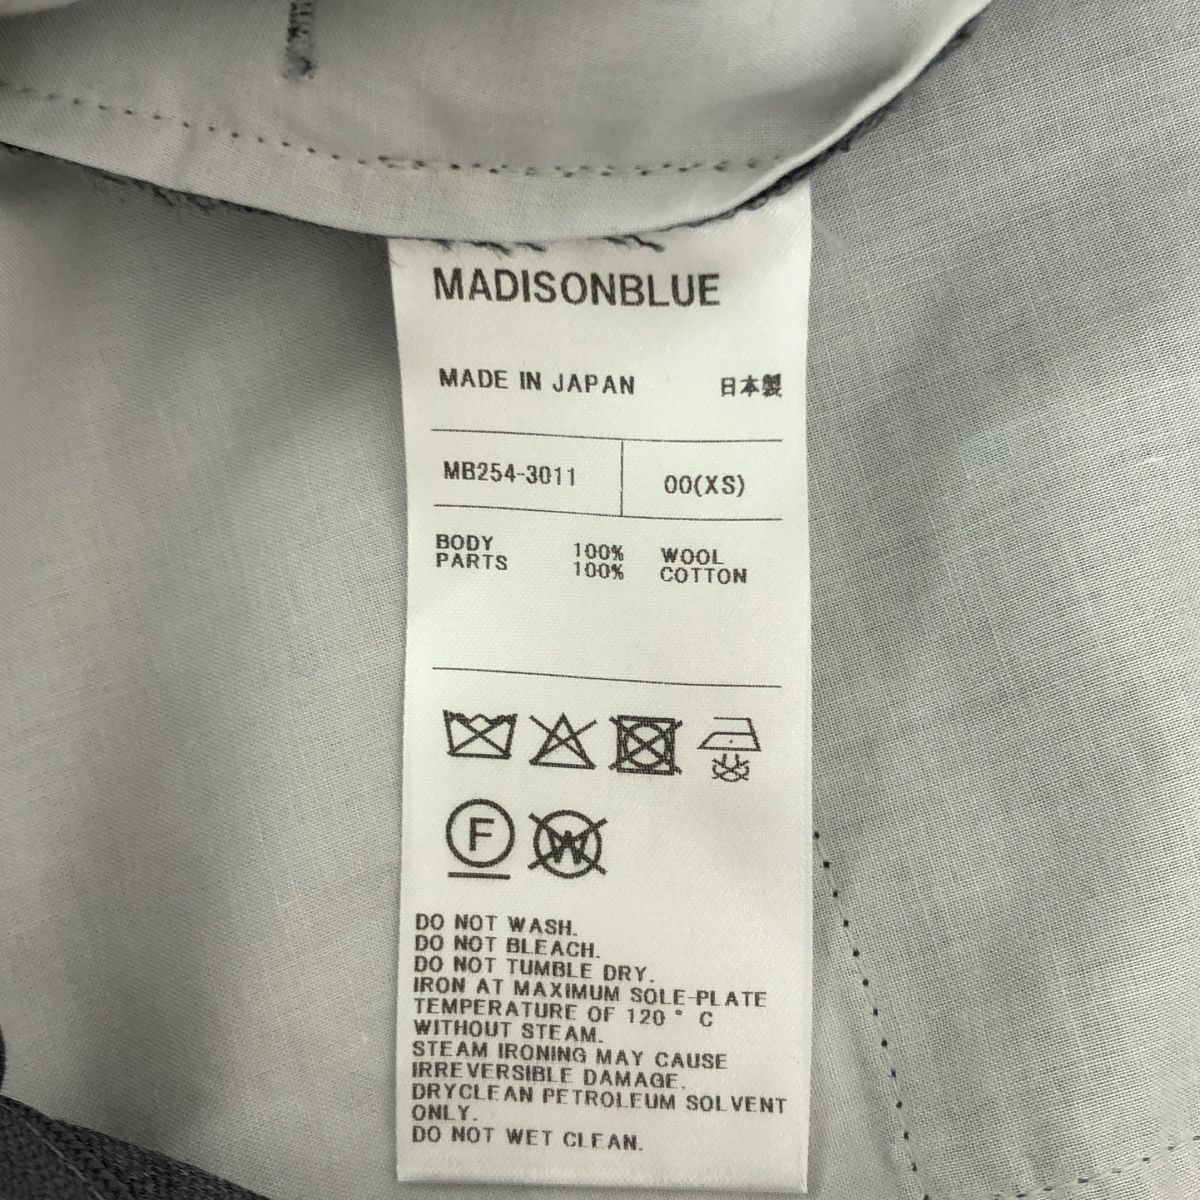 MADISONBLUE
MADE IN JAPAN 日本製
MB254-3011 00(XS)
BODY 100% WOOL
PARTS 100% COTTON
F W
DO NOT WASH.
DO NOT BLEACH.
DO NOT TUMBLE DRY.
IRON AT MAXIMUM SOLE-PLATE
TEMPERATURE OF 120 ° C
WITHOUT STEAM.
STEAM IRONING MAY CAUSE
IRREVERSIBLE DAMAGE.
DRYCLEAN PETROLEUM SOLVENT
ONLY.
DO NOT WET CLEAN.